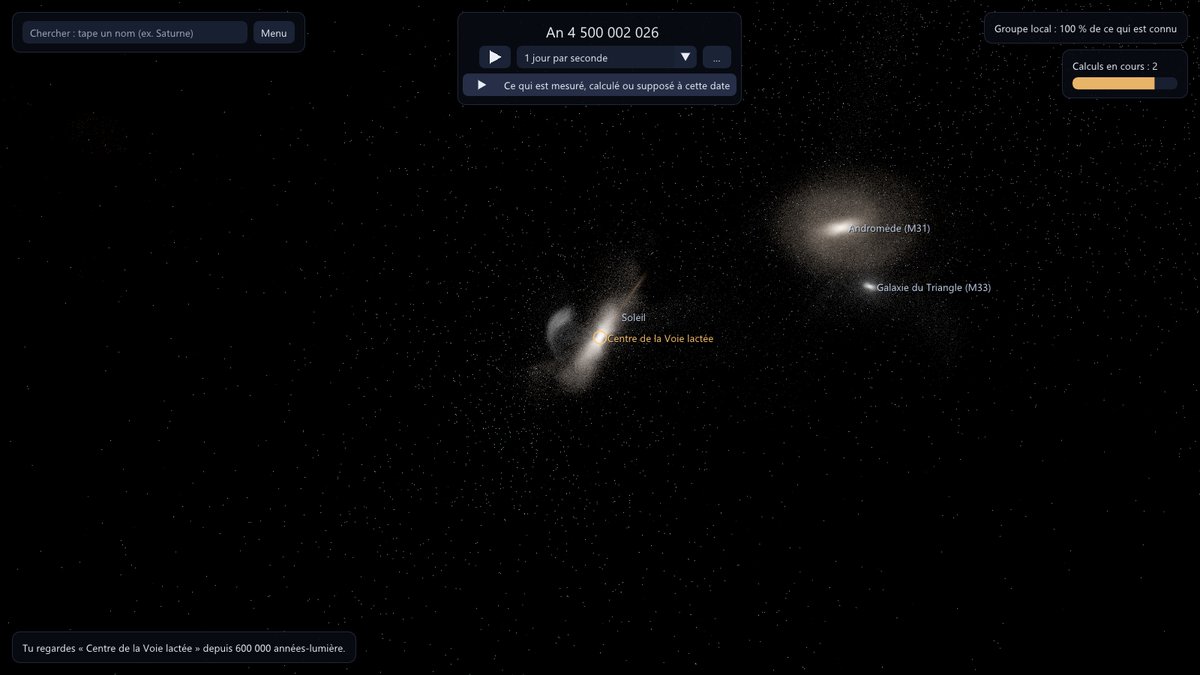 Chercher : tape un nom (ex. Saturne)
Menu
An 4 500 002 026
1 jour par seconde
...
Ce qui est mesuré, calculé ou supposé à cette date
Groupe local : 100 % de ce qui est connu
Calculs en cours : 2
Andromède (M31)
Galaxie du Triangle (M33)
Soleil
Centre de la Voie lactée
Tu regardes « Centre de la Voie lactée » depuis 600 000 années-lumière.